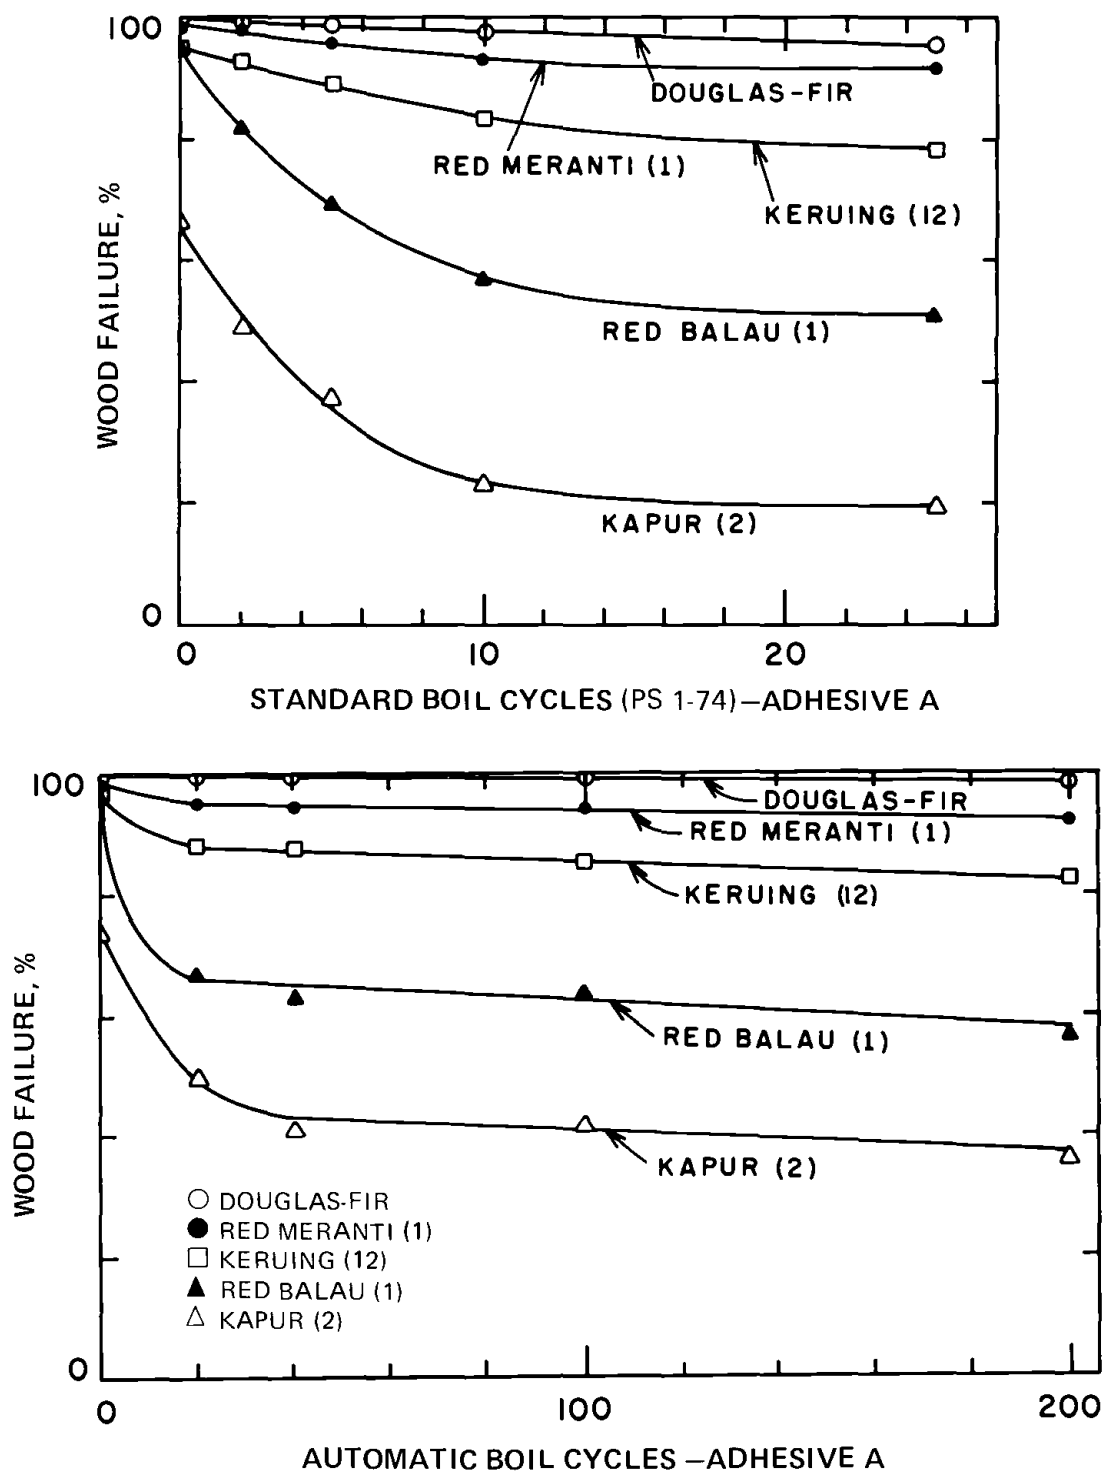 100
DOUGLAS-FIR
RED MERANTI (1)
KERUING (12)
RED BALAU (1)
KAPUR (2)
WOOD FAILURE, %
0
0 10 20
STANDARD BOIL CYCLES (PS 1-74)—ADHESIVE A
100
DOUGLAS-FIR
RED MERANTI (1)
KERUING (12)
RED BALAU (1)
KAPUR (2)
WOOD FAILURE, %
DOUGLAS-FIR
RED MERANTI (1)
KERUING (12)
RED BALAU (1)
KAPUR (2)
0
0 100 200
AUTOMATIC BOIL CYCLES —ADHESIVE A